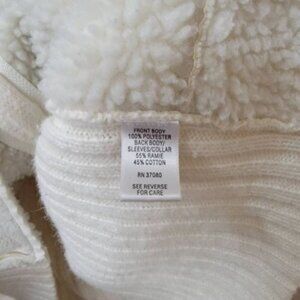 FRONT BODY
100% POLYESTER
BACK BODY/
SLEEVES/COLLAR
55% RAMIE
45% COTTON
RN 37080
SEE REVERSE
FOR CARE